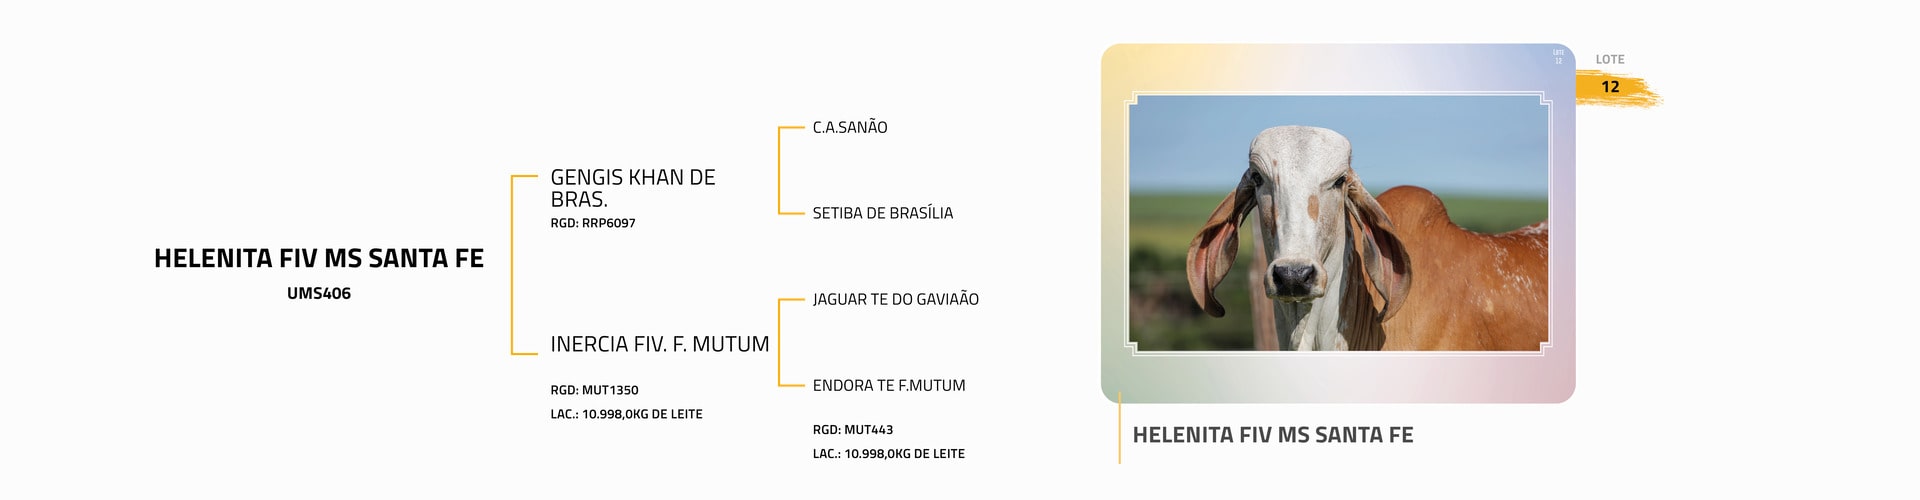 HELENITA FIV MS SANTA FE
UMS406
GENGIS KHAN DE
BRAS.
RGD: RRP6097
INERCIA FIV. F. MUTUM
RGD: MUT1350
LAC.: 10.998,0KG DE LEITE
C.A.SANÃO
SETIBA DE BRASÍLIA
JAGUAR TE DO GAVIAÃO
ENDORA TE F.MUTUM
RGD: MUT443
LAC.: 10.998,0KG DE LEITE
LOTE
12
LOTE
12
HELENITA FIV MS SANTA FE